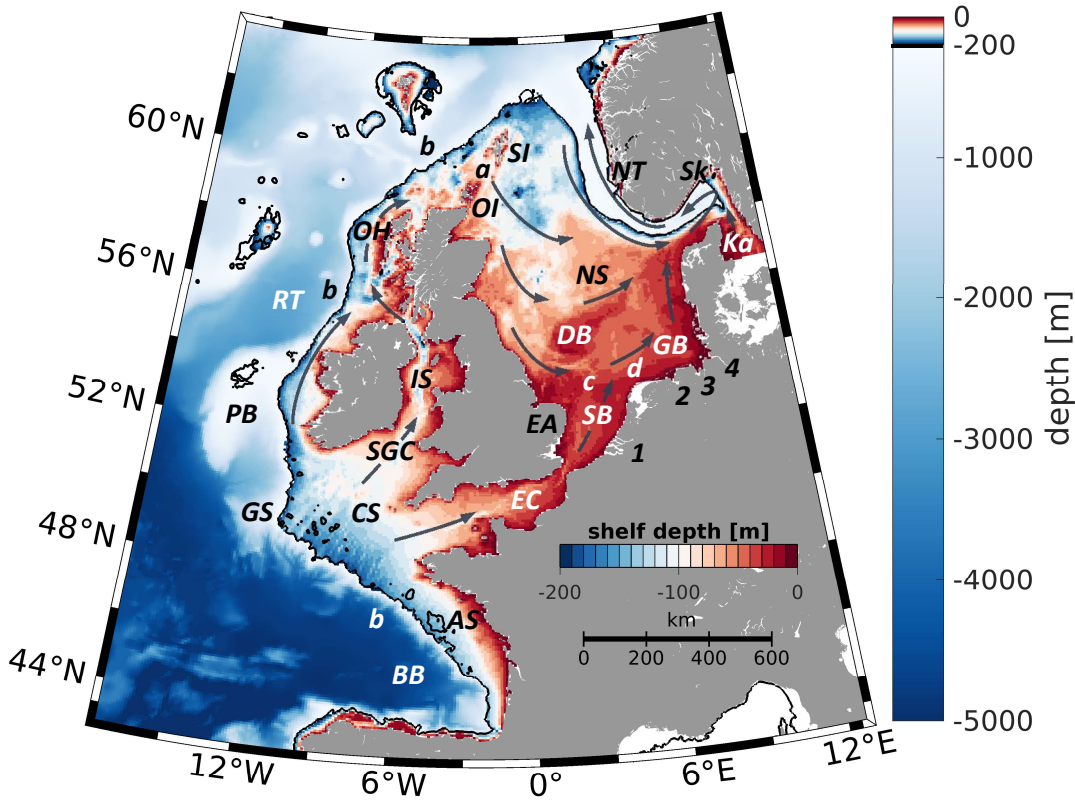 0
-200
-1000
-2000
-3000
-4000
-5000
depth [m]
60°N
56°N
52°N
48°N
44°N
12°W
6°W
0°
6°E
12°E
b
SI
a
NT
Sk
OI
OH
Ka
NS
b
RT
DB
GB
IS
c
d
4
3
2
PB
EA
SB
SGC
1
EC
GS
CS
shelf depth [m]
-200
-100
0
km
0
200
400
600
b
AS
BB